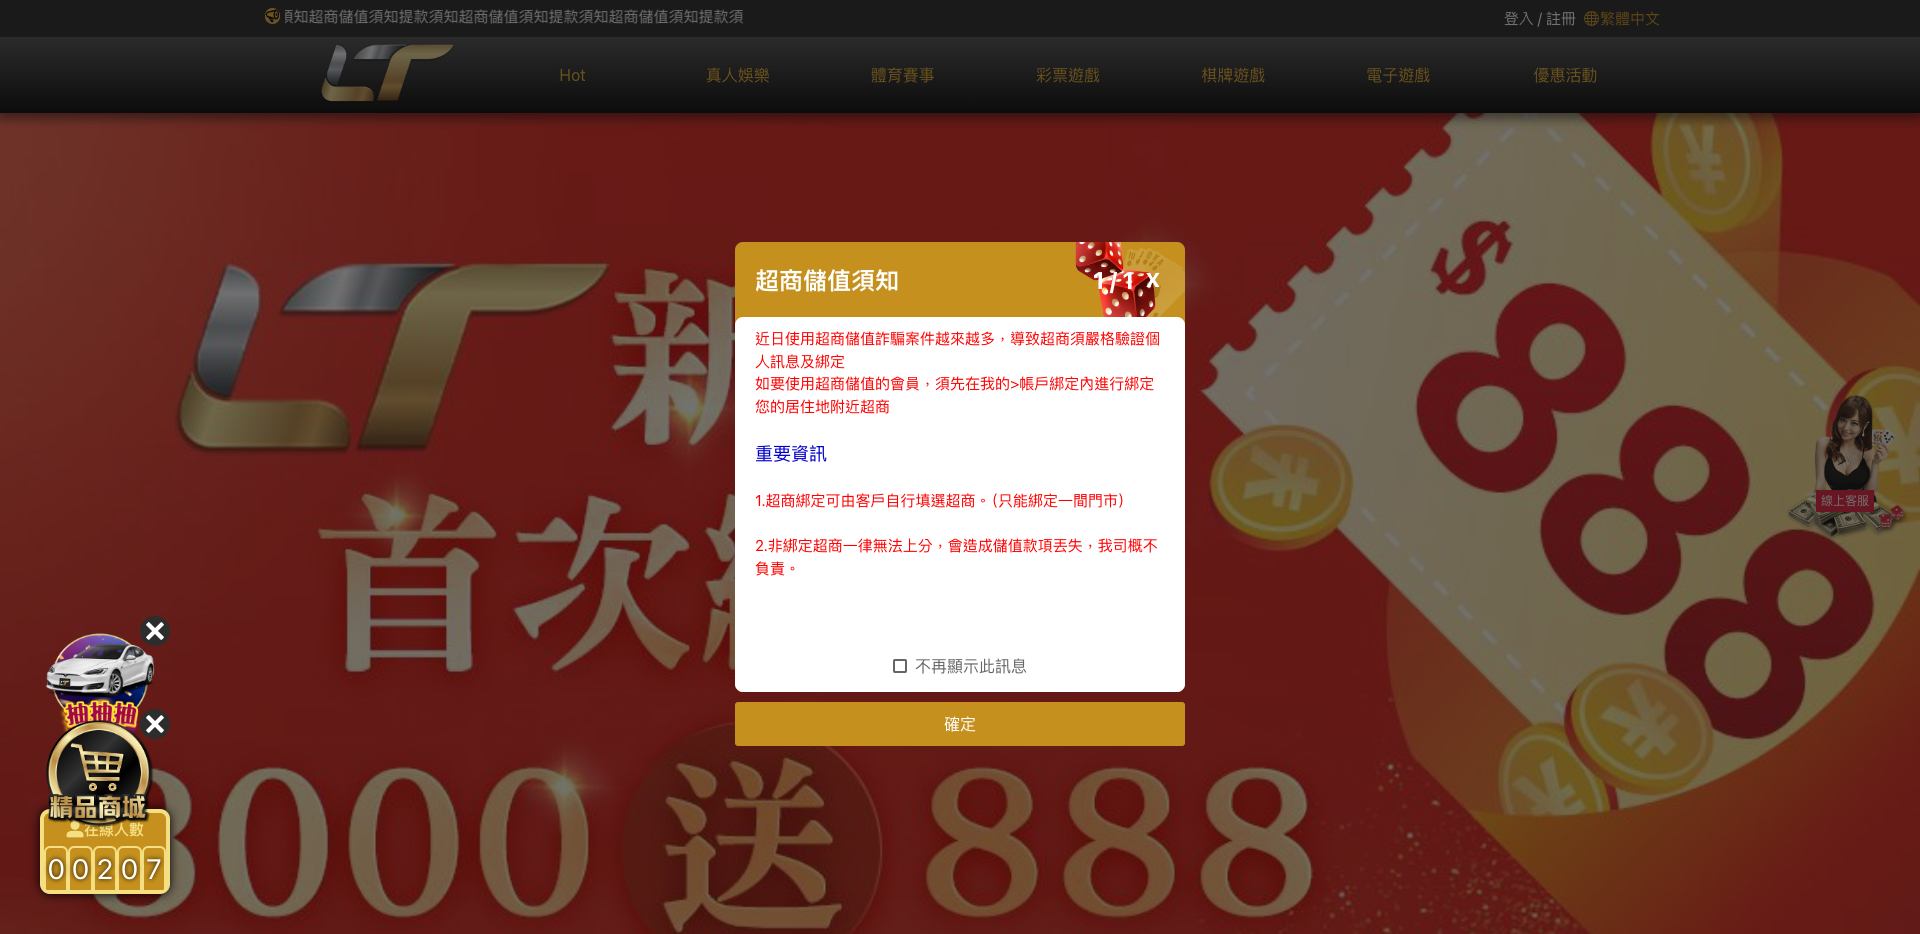 須知超商儲值須知提款須知超商儲值須知提款須知超商儲值須知提款須
登入 / 註冊 繁體中文
LT
Hot 真人娛樂 體育賽事 彩票遊戲 棋牌遊戲 電子遊戲 優惠活動
LT 新
首次
3000 送 888
$888
超商儲值須知 1 / 1 X
近日使用超商儲值詐騙案件越來越多，導致超商須嚴格驗證個
人訊息及綁定
如要使用超商儲值的會員，須先在我的>帳戶綁定內進行綁定
您的居住地附近超商
重要資訊
1.超商綁定可由客戶自行填選超商。(只能綁定一間門市)
2.非綁定超商一律無法上分，會造成儲值款項丟失，我司概不
負責。
不再顯示此訊息
確定
線上客服
抽抽抽
精品商城
在線人數
00207